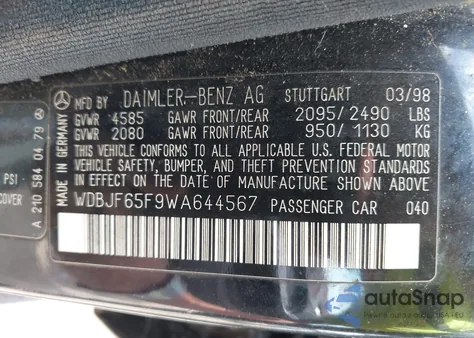 MFD BY DAIMLER-BENZ AG STUTTGART 03/98
GVWR 4585 GAWR FRONT/REAR 2095/2490 LBS
GVWR 2080 GAWR FRONT/REAR 950/1130 KG
THIS VEHICLE CONFORMS TO ALL APPLICABLE U.S. FEDERAL MOTOR
VEHICLE SAFETY, BUMPER, AND THEFT PREVENTION STANDARDS IN
EFFECT ON THE DATE OF MANUFACTURE SHOWN ABOVE.
WDBJF65F9WA644567 PASSENGER CAR 040
MADE IN GERMANY
A 210 584 04 79
PSI
COVER
autoSnap